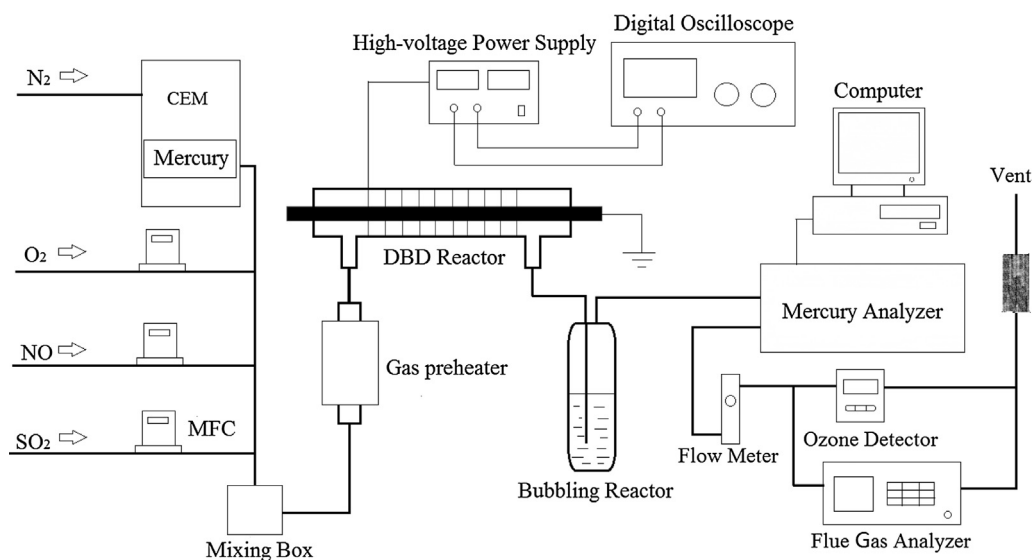 Digital Oscilloscope
High-voltage Power Supply
N2
CEM
Mercury
Computer
Vent
O2
DBD Reactor
Mercury Analyzer
NO
Gas preheater
SO2
MFC
Flow Meter
Ozone Detector
Bubbling Reactor
Mixing Box
Flue Gas Analyzer